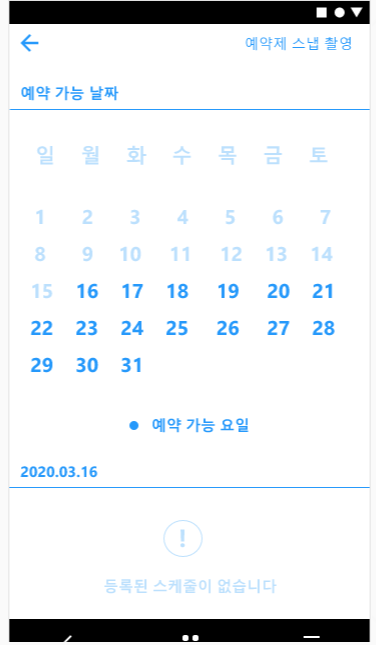 예약제 스냅 촬영
예약 가능 날짜
일 월 화 수 목 금 토
1 2 3 4 5 6 7
8 9 10 11 12 13 14
15 16 17 18 19 20 21
22 23 24 25 26 27 28
29 30 31
예약 가능 요일
2020.03.16
!
등록된 스케줄이 없습니다